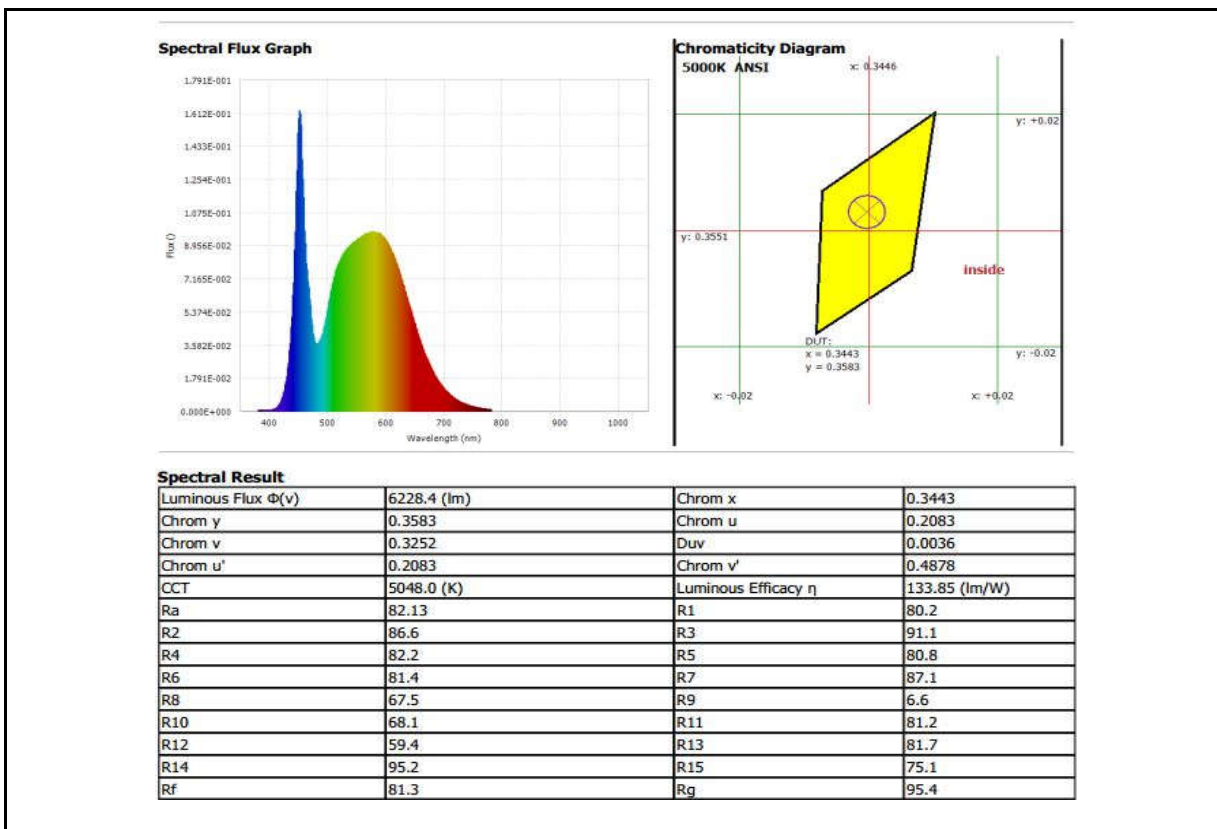 Spectral Flux Graph
1.791E-001
1.612E-001
1.433E-001
1.254E-001
1.075E-001
8.956E-002
7.165E-002
5.374E-002
3.582E-002
1.791E-002
0.000E+000
Flux ()
400 500 600 700 800 900 1000
Wavelength (nm)
Chromaticity Diagram
5000K ANSI
x: 0.3446
y: +0.02
y: 0.3551
inside
DUT:
x = 0.3443
y = 0.3583
y: -0.02
x: -0.02
x: +0.02
Spectral Result
Luminous Flux Φ(v) 6228.4 (lm) Chrom x 0.3443
Chrom y 0.3583 Chrom u 0.2083
Chrom v 0.3252 Duv 0.0036
Chrom u' 0.2083 Chrom v' 0.4878
CCT 5048.0 (K) Luminous Efficacy η 133.85 (lm/W)
Ra 82.13 R1 80.2
R2 86.6 R3 91.1
R4 82.2 R5 80.8
R6 81.4 R7 87.1
R8 67.5 R9 6.6
R10 68.1 R11 81.2
R12 59.4 R13 81.7
R14 95.2 R15 75.1
Rf 81.3 Rg 95.4